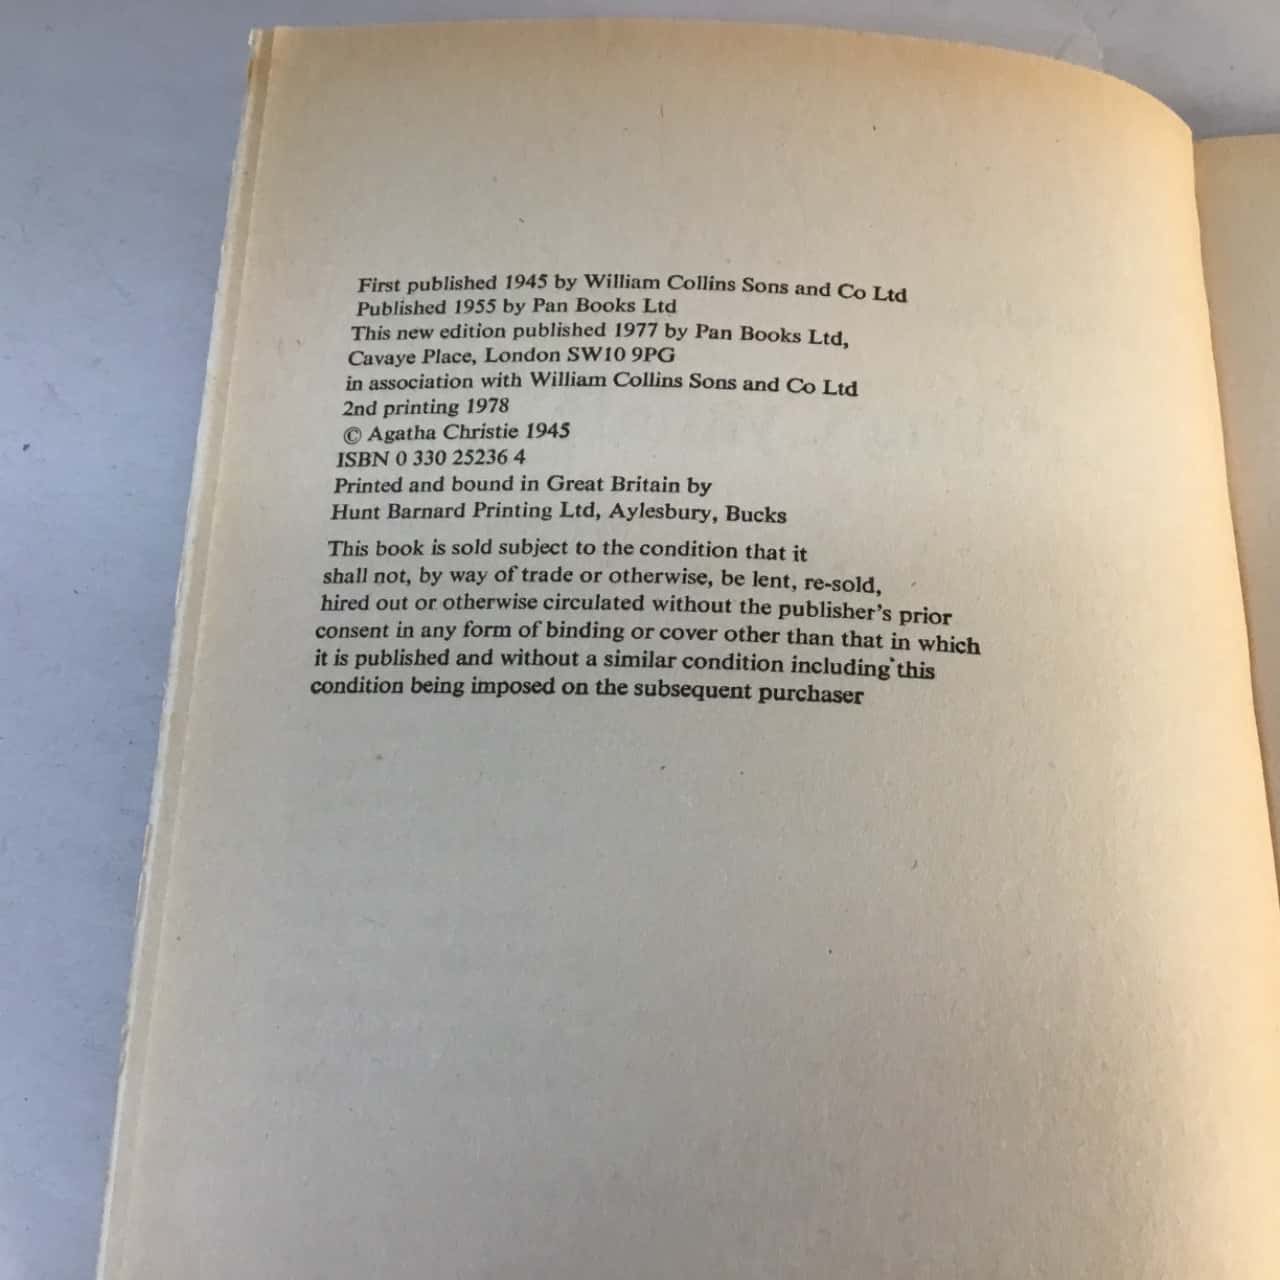 First published 1945 by William Collins Sons and Co Ltd
Published 1955 by Pan Books Ltd
This new edition published 1977 by Pan Books Ltd,
Cavaye Place, London SW10 9PG
in association with William Collins Sons and Co Ltd
2nd printing 1978
© Agatha Christie 1945
ISBN 0 330 25236 4
Printed and bound in Great Britain by
Hunt Barnard Printing Ltd, Aylesbury, Bucks
This book is sold subject to the condition that it
shall not, by way of trade or otherwise, be lent, re-sold,
hired out or otherwise circulated without the publisher's prior
consent in any form of binding or cover other than that in which
it is published and without a similar condition including this
condition being imposed on the subsequent purchaser